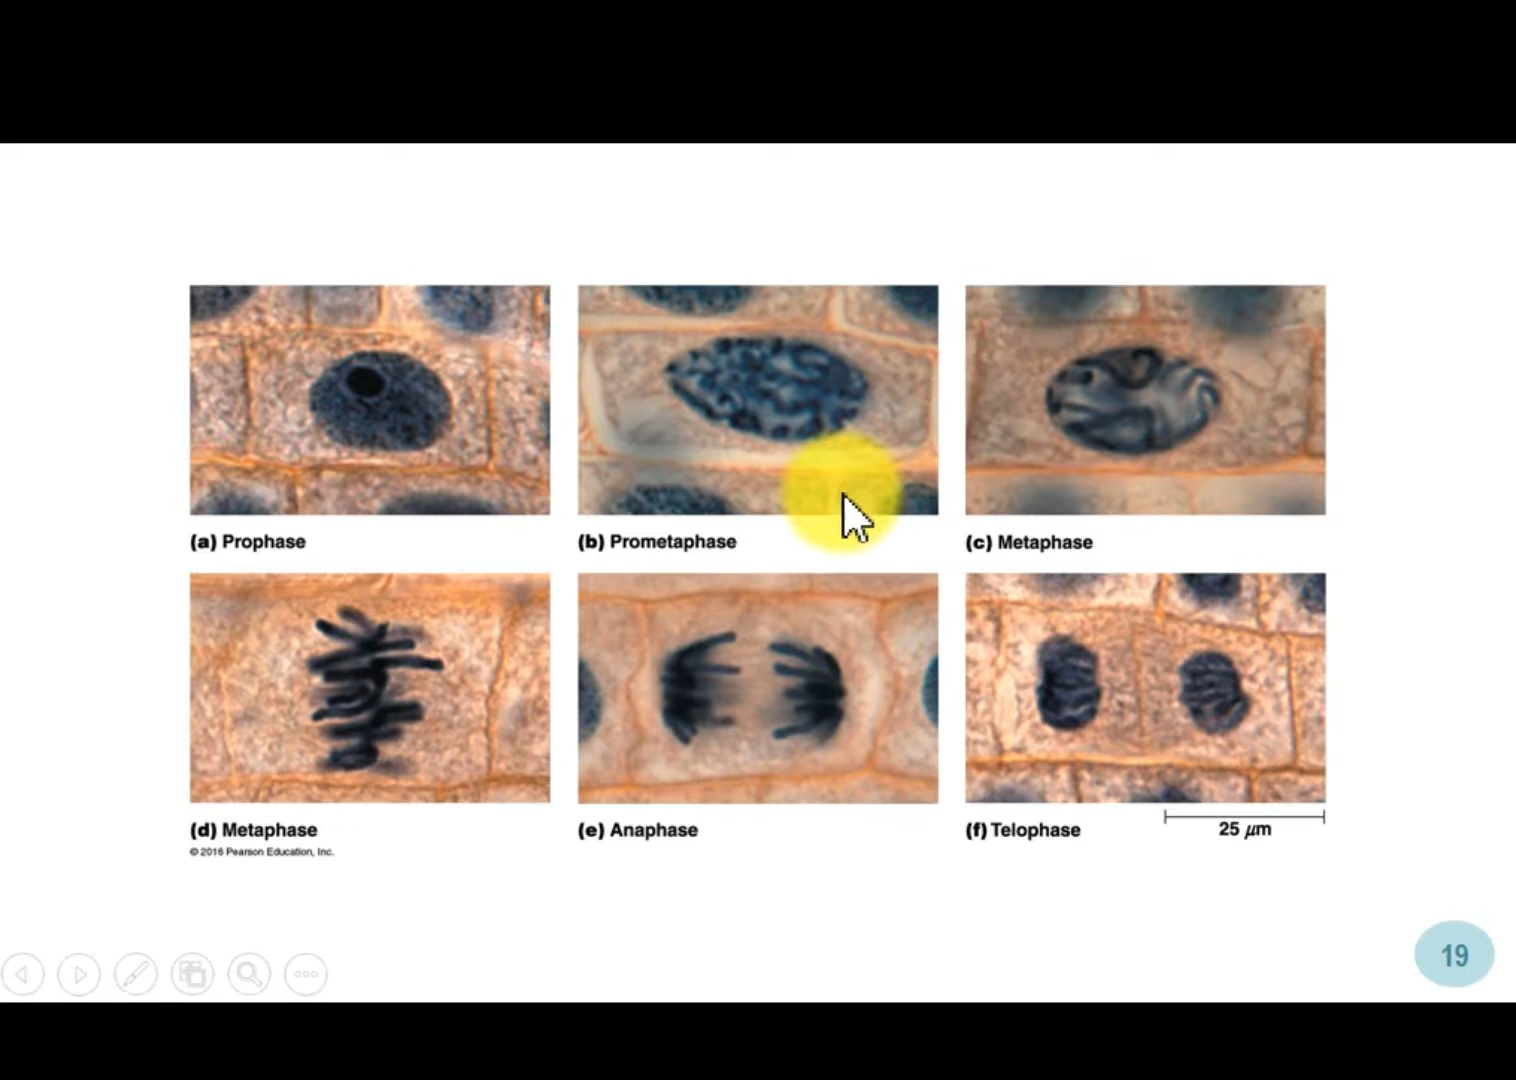 (a) Prophase
(b) Prometaphase
(c) Metaphase
(d) Metaphase
© 2016 Pearson Education, Inc.
(e) Anaphase
(f) Telophase
25 µm
19